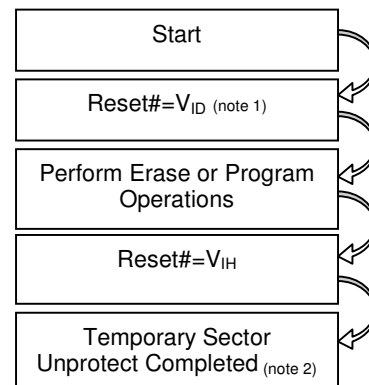 Start
Reset#=VID (note 1)
Perform Erase or Program
Operations
Reset#=VIH
Temporary Sector
Unprotect Completed (note 2)